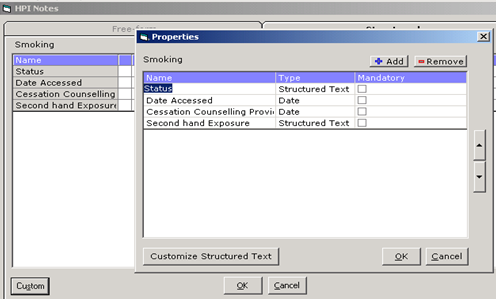 HPI Notes
Free-form
Smoking
Name
Status
Date Accessed
Cessation Counselling
Second hand Exposure
Custom
OK
Cancel
Properties
Smoking
Add
Remove
Name Type Mandatory
Status Structured Text
Date Accessed Date
Cessation Counselling Provi Date
Second hand Exposure Structured Text
Customize Structured Text
OK
Cancel